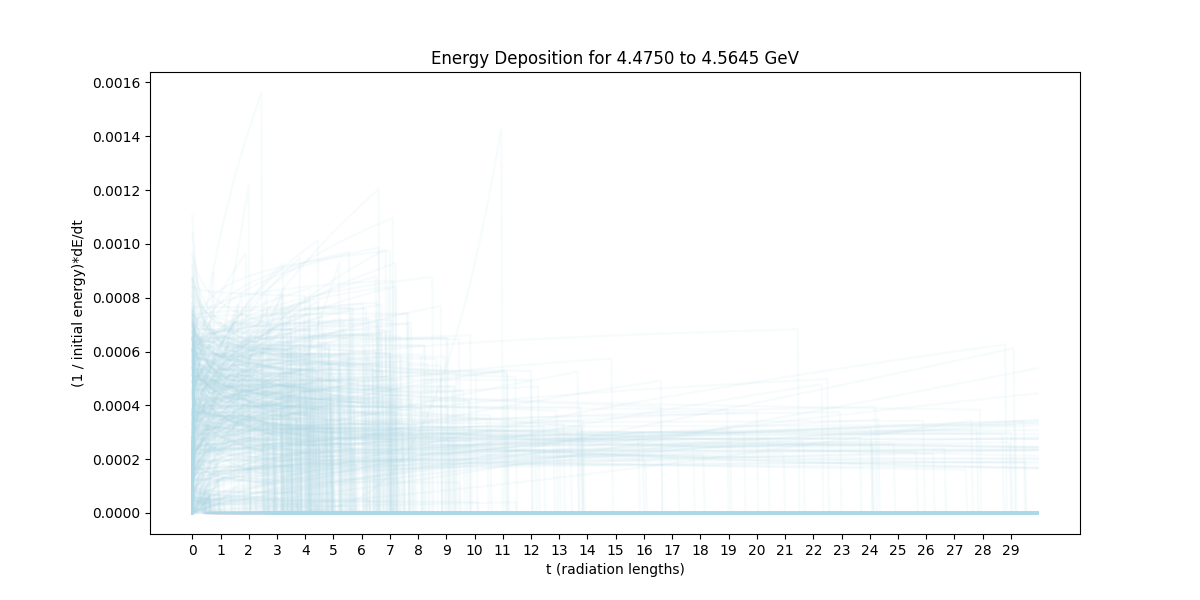 Energy Deposition for 4.4750 to 4.5645 GeV
0.0016
0.0014
0.0012
0.0010
0.0008
0.0006
0.0004
0.0002
0.0000
(1 / initial energy)*dE/dt
0 1 2 3 4 5 6 7 8 9 10 11 12 13 14 15 16 17 18 19 20 21 22 23 24 25 26 27 28 29
t (radiation lengths)